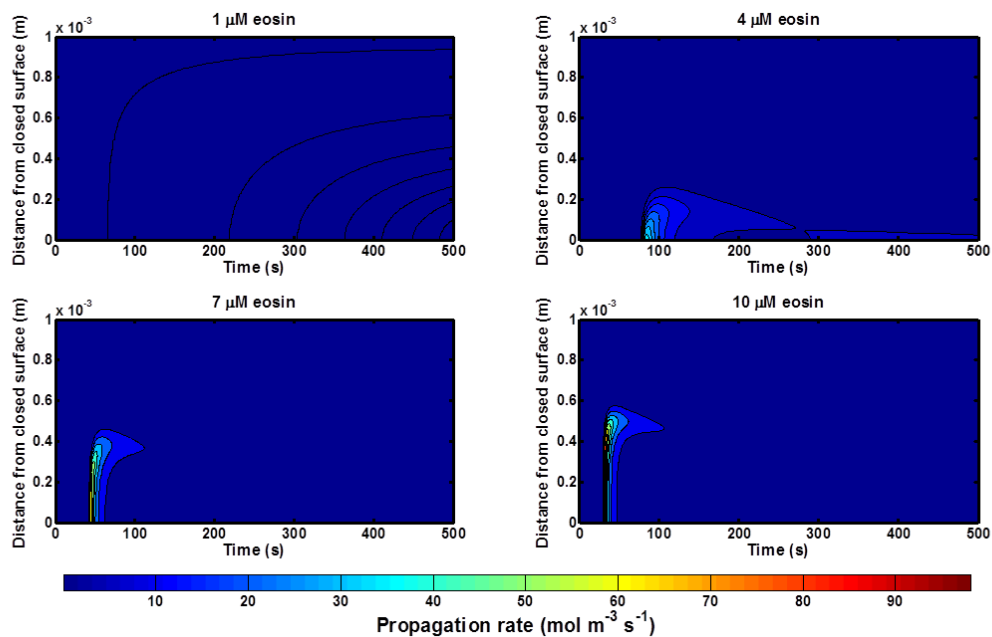 1 μM eosin
x 10⁻³
1
0.8
0.6
0.4
0.2
0
0 100 200 300 400 500
Distance from closed surface (m)
Time (s)
4 μM eosin
x 10⁻³
1
0.8
0.6
0.4
0.2
0
0 100 200 300 400 500
Distance from closed surface (m)
Time (s)
7 μM eosin
x 10⁻³
1
0.8
0.6
0.4
0.2
0
0 100 200 300 400 500
Distance from closed surface (m)
Time (s)
10 μM eosin
x 10⁻³
1
0.8
0.6
0.4
0.2
0
0 100 200 300 400 500
Distance from closed surface (m)
Time (s)
10 20 30 40 50 60 70 80 90
Propagation rate (mol m⁻³ s⁻¹)